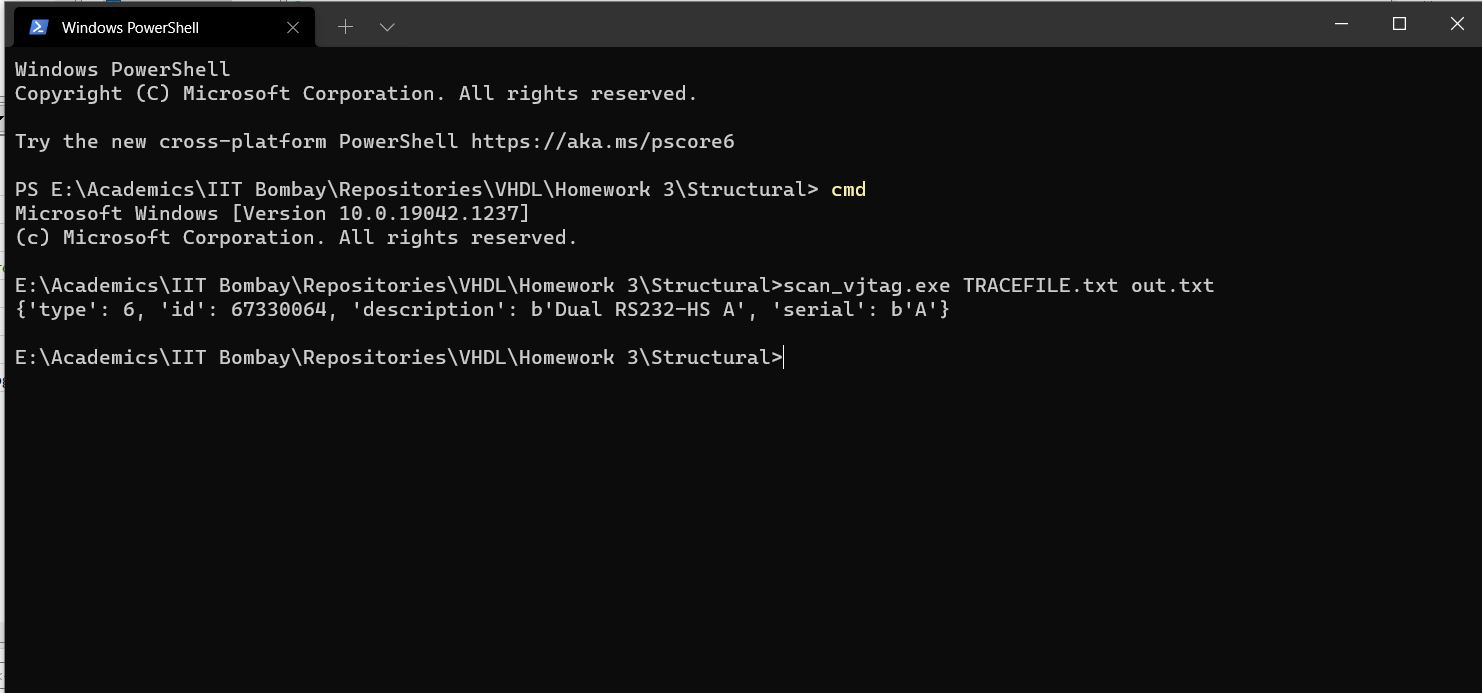 Windows PowerShell
Windows PowerShell
Copyright (C) Microsoft Corporation. All rights reserved.
Try the new cross-platform PowerShell https://aka.ms/pscore6
PS E:\Academics\IIT Bombay\Repositories\VHDL\Homework 3\Structural> cmd
Microsoft Windows [Version 10.0.19042.1237]
(c) Microsoft Corporation. All rights reserved.
E:\Academics\IIT Bombay\Repositories\VHDL\Homework 3\Structural>scan_vjtag.exe TRACEFILE.txt out.txt
{'type': 6, 'id': 67330064, 'description': b'Dual RS232-HS A', 'serial': b'A'}
E:\Academics\IIT Bombay\Repositories\VHDL\Homework 3\Structural>